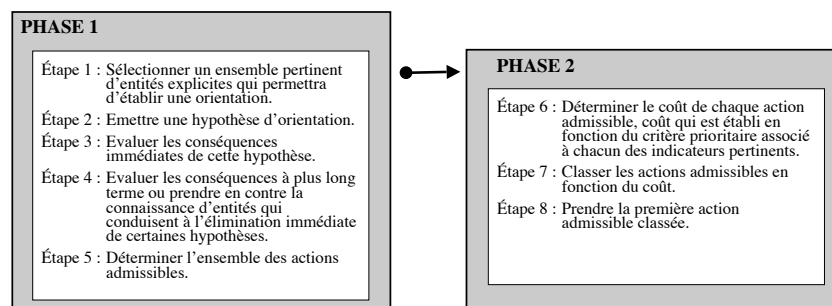 PHASE 1
Étape 1 : Sélectionner un ensemble pertinent
d'entités explicites qui permettra
d'établir une orientation.
Étape 2 : Emettre une hypothèse d'orientation.
Étape 3 : Evaluer les conséquences
immédiates de cette hypothèse.
Étape 4 : Evaluer les conséquences à plus long
terme ou prendre en contre la
connaissance d'entités qui
conduisent à l'élimination immédiate
de certaines hypothèses.
Étape 5 : Déterminer l'ensemble des actions
admissibles.
PHASE 2
Étape 6 : Déterminer le coût de chaque action
admissible, coût qui est établi en
fonction du critère prioritaire associé
à chacun des indicateurs pertinents.
Étape 7 : Classer les actions admissibles en
fonction du coût.
Étape 8 : Prendre la première action
admissible classée.